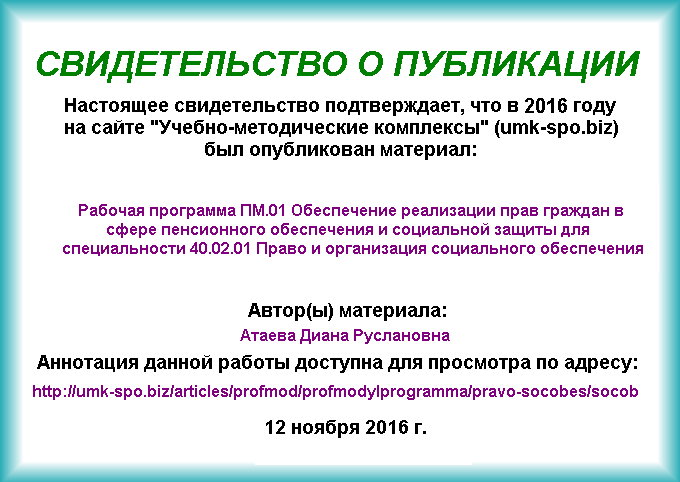 СВИДЕТЕЛЬСТВО О ПУБЛИКАЦИИ
Настоящее свидетельство подтверждает, что в 2016 году
на сайте "Учебно-методические комплексы" (umk-spo.biz)
был опубликован материал:
Рабочая программа ПМ.01 Обеспечение реализации прав граждан в
сфере пенсионного обеспечения и социальной защиты для
специальности 40.02.01 Право и организация социального обеспечения
Автор(ы) материала:
Атаева Диана Руслановна
Аннотация данной работы доступна для просмотра по адресу:
http://umk-spo.biz/articles/profmod/profmodylprogramma/pravo-socobes/socob
12 ноября 2016 г.